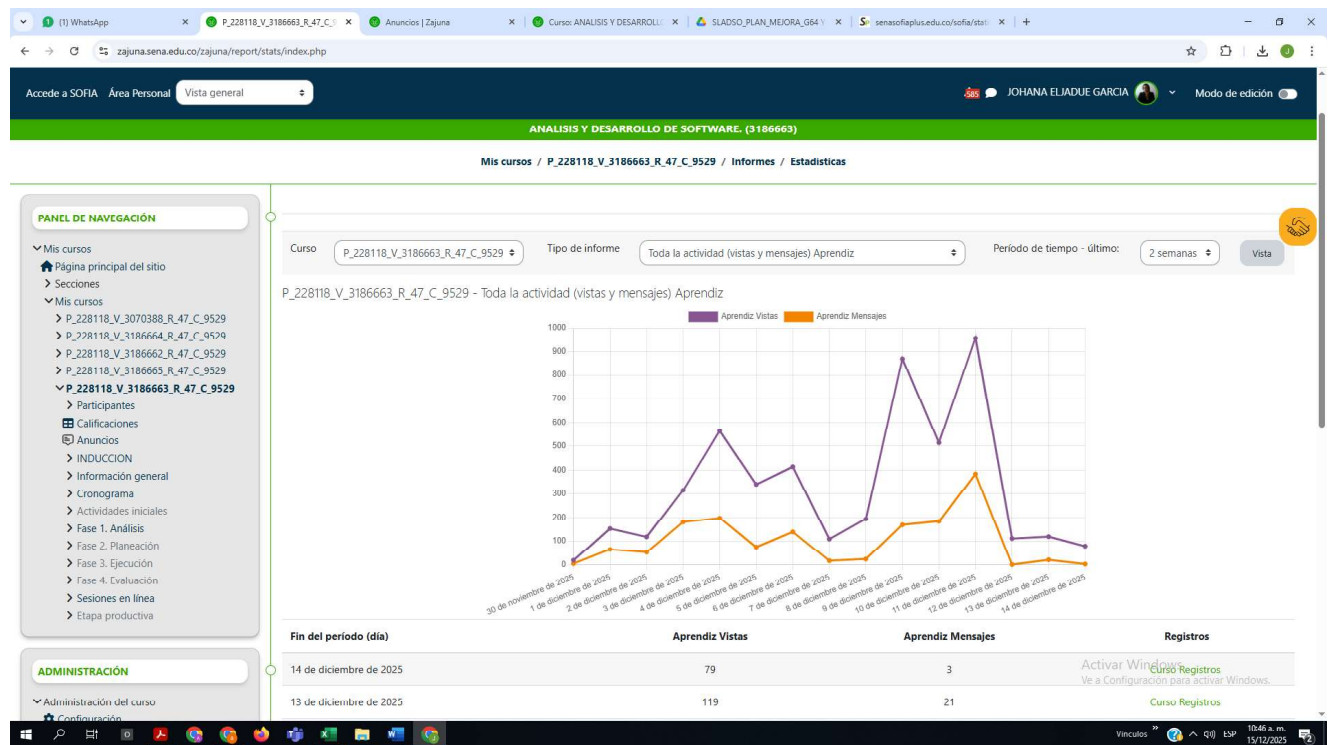 (1) WhatsApp
P_228118_V_3186663_R_47_C_9
Anuncios | Zajuna
Curso: ANALISIS Y DESARROLL
SLADSO_PLAN_MEJORA_G64 Y
senasofiaplus.edu.co/sofia/stat
zajuna.sena.edu.co/zajuna/report/stats/index.php
Accede a SOFIA Área Personal Vista general
585 JOHANA ELJADUE GARCIA Modo de edición
ANALISIS Y DESARROLLO DE SOFTWARE. (3186663)
Mis cursos / P_228118_V_3186663_R_47_C_9529 / Informes / Estadisticas
PANEL DE NAVEGACIÓN
Mis cursos
Página principal del sitio
Secciones
Mis cursos
P_228118_V_3070388_R_47_C_9529
P_228118_V_3186664_R_47_C_9529
P_228118_V_3186662_R_47_C_9529
P_228118_V_3186665_R_47_C_9529
P_228118_V_3186663_R_47_C_9529
Participantes
Calificaciones
Anuncios
INDUCCION
Información general
Cronograma
Actividades iniciales
Fase 1. Análisis
Fase 2. Planeación
Fase 3. Ejecución
Fase 4. Evaluación
Sesiones en línea
Etapa productiva
ADMINISTRACIÓN
Administración del curso
Configuración
Curso P_228118_V_3186663_R_47_C_9529 Tipo de informe Toda la actividad (vistas y mensajes) Aprendiz Período de tiempo - último: 2 semanas Vista
P_228118_V_3186663_R_47_C_9529 - Toda la actividad (vistas y mensajes) Aprendiz
Aprendiz Vistas Aprendiz Mensajes
1000
900
800
700
600
500
400
300
200
100
0
30 de noviembre de 2025
1 de diciembre de 2025
2 de diciembre de 2025
3 de diciembre de 2025
4 de diciembre de 2025
5 de diciembre de 2025
6 de diciembre de 2025
7 de diciembre de 2025
8 de diciembre de 2025
9 de diciembre de 2025
10 de diciembre de 2025
11 de diciembre de 2025
12 de diciembre de 2025
13 de diciembre de 2025
14 de diciembre de 2025
Fin del período (día) Aprendiz Vistas Aprendiz Mensajes Registros
14 de diciembre de 2025 79 3 Curso Registros
13 de diciembre de 2025 119 21 Curso Registros
Activar Windows
Ve a Configuración para activar Windows.
Vinculos
ESP
10:46 a. m.
15/12/2025
2